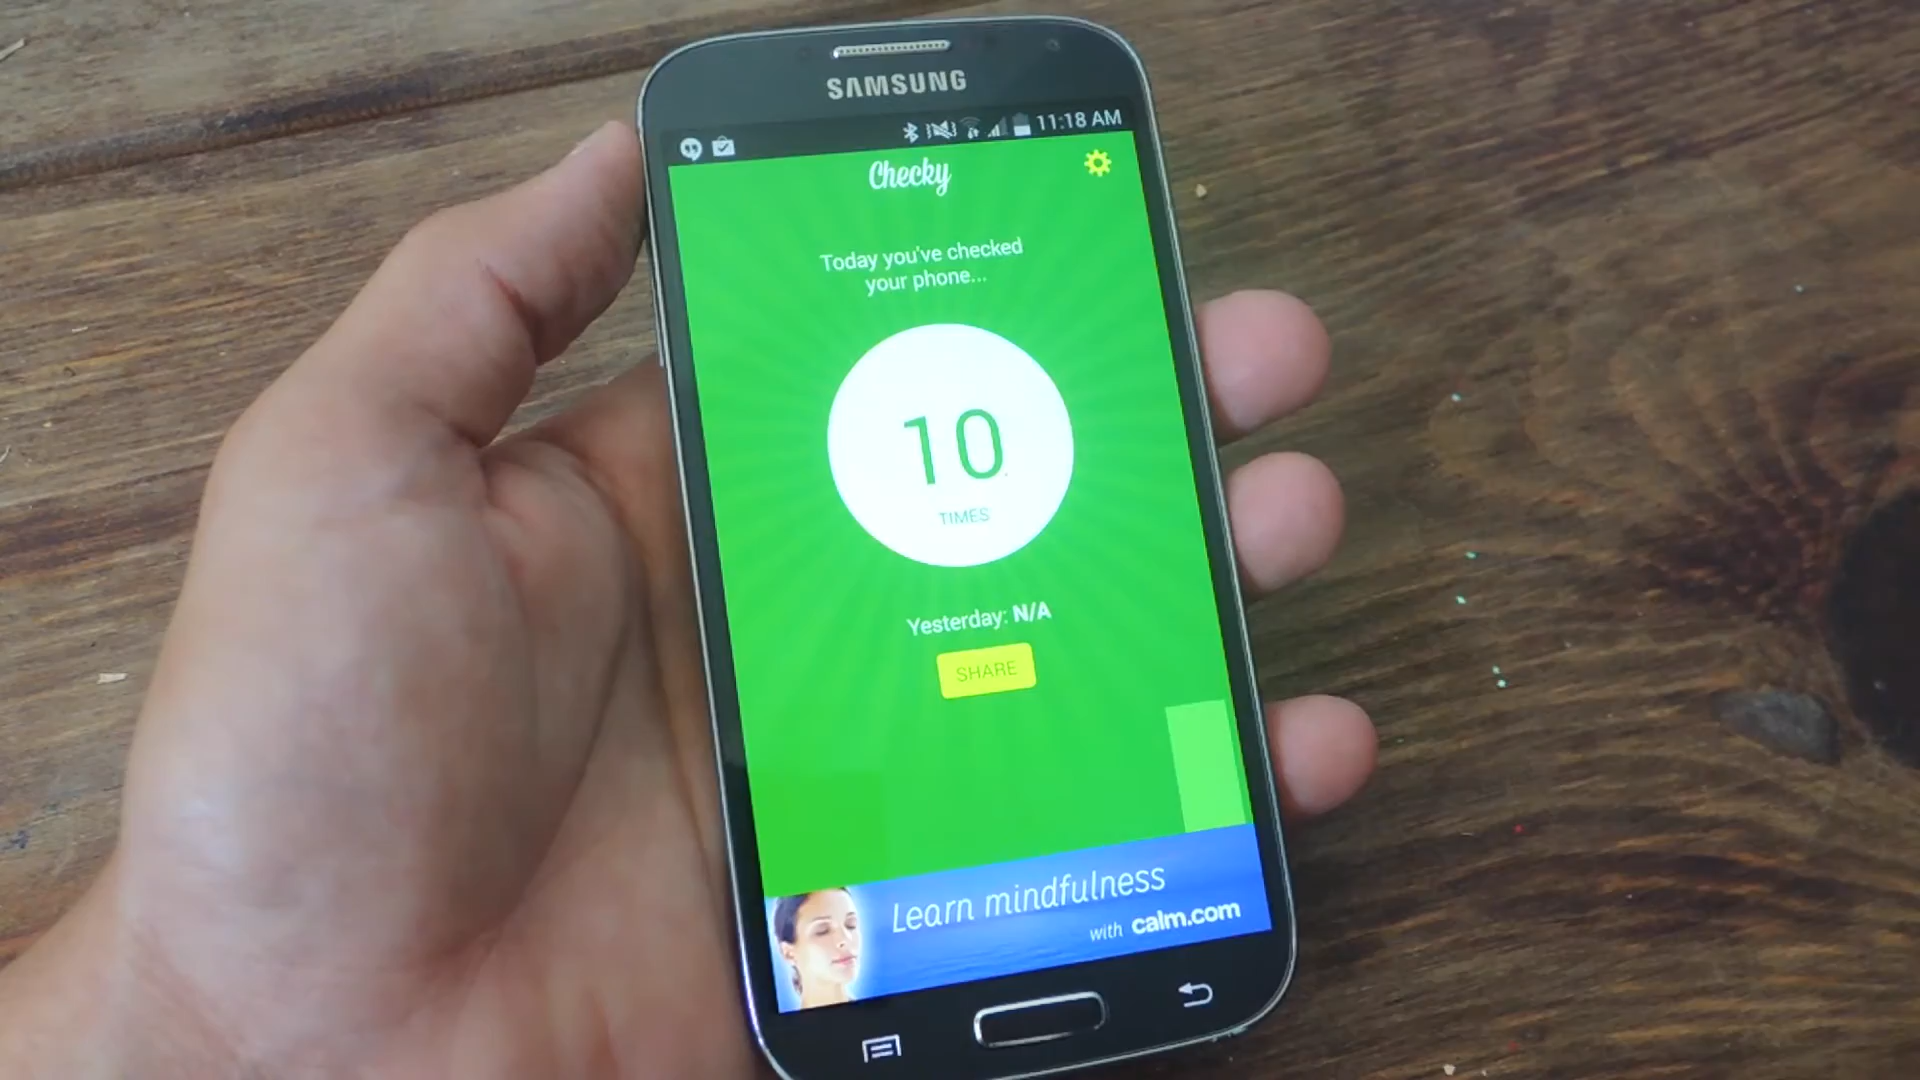 SAMSUNG
11:18 AM
Checky
Today you've checked
your phone...
10
TIMES
Yesterday: N/A
SHARE
Learn mindfulness
with calm.com